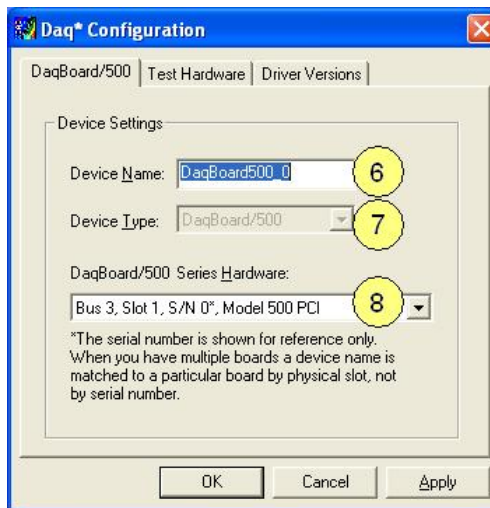 Daq* Configuration
DaqBoard/500 Test Hardware Driver Versions
Device Settings
Device Name: DaqBoard500_0 6
Device Type: DaqBoard/500 7
DaqBoard/500 Series Hardware:
Bus 3, Slot 1, S/N 0*, Model 500 PCI 8
*The serial number is shown for reference only.
When you have multiple boards a device name is
matched to a particular board by physical slot, not
by serial number.
OK Cancel Apply